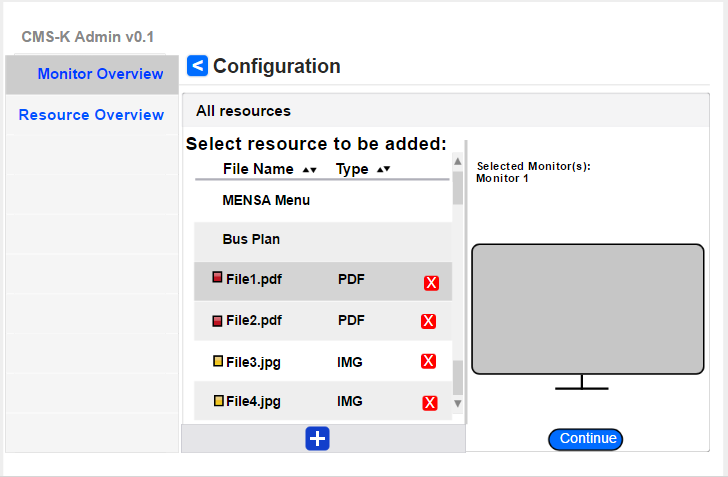 CMS-K Admin v0.1
Monitor Overview
Resource Overview
< Configuration
All resources
Select resource to be added:
File Name ▲▼ Type ▲▼
MENSA Menu
Bus Plan
File1.pdf PDF X
File2.pdf PDF X
File3.jpg IMG X
File4.jpg IMG X
+
Selected Monitor(s):
Monitor 1
Continue